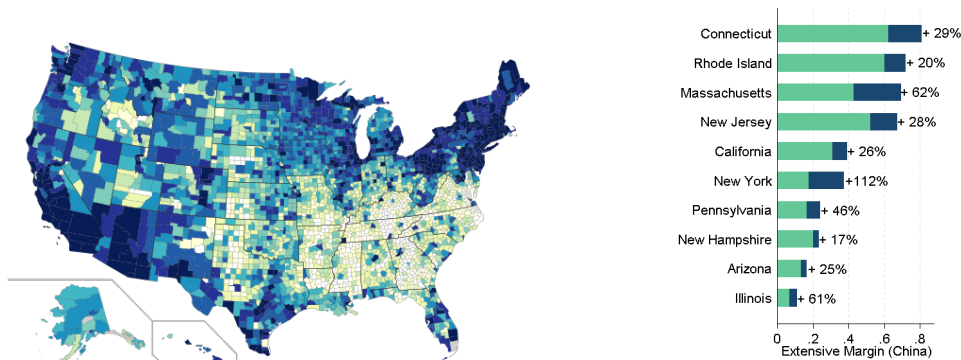 Connecticut + 29%
Rhode Island + 20%
Massachusetts + 62%
New Jersey + 28%
California + 26%
New York +112%
Pennsylvania + 46%
New Hampshire + 17%
Arizona + 25%
Illinois + 61%
0 .2 .4 .6 .8
Extensive Margin (China)